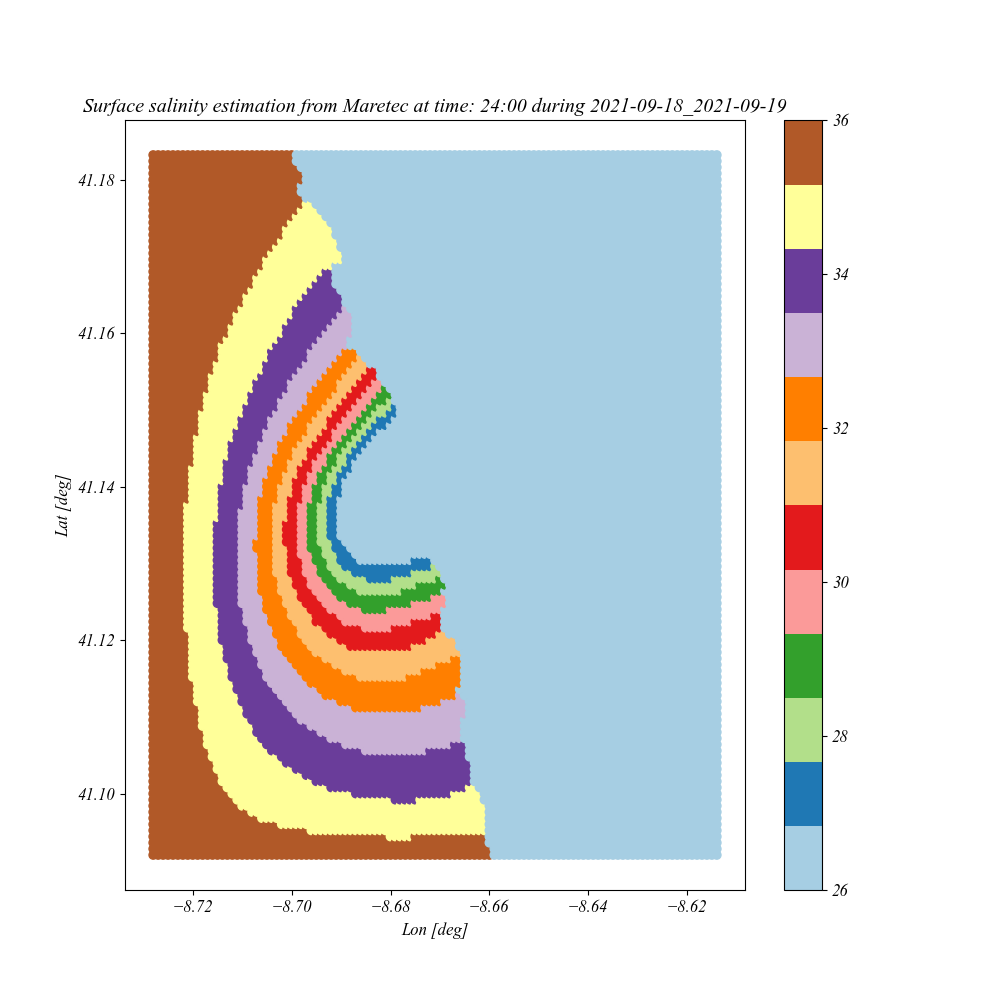 Surface salinity estimation from Maretec at time: 24:00 during 2021-09-18_2021-09-19
36
41.18
34
41.16
32
41.14
Lat [deg]
30
41.12
28
41.10
26
−8.72 −8.70 −8.68 −8.66 −8.64 −8.62
Lon [deg]